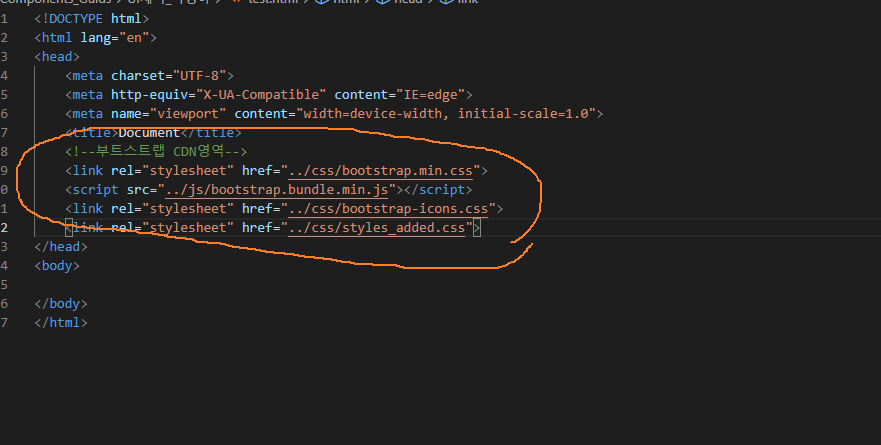 test.html > html > head > link
1 <!DOCTYPE html>
2 <html lang="en">
3 <head>
4 <meta charset="UTF-8">
5 <meta http-equiv="X-UA-Compatible" content="IE=edge">
6 <meta name="viewport" content="width=device-width, initial-scale=1.0">
7 <title>Document</title>
8 <!--부트스트랩 CDN영역-->
9 <link rel="stylesheet" href="../css/bootstrap.min.css">
0 <script src="../js/bootstrap.bundle.min.js"></script>
1 <link rel="stylesheet" href="../css/bootstrap-icons.css">
2 <link rel="stylesheet" href="../css/styles_added.css">
3 </head>
4 <body>
5
6 </body>
7 </html>